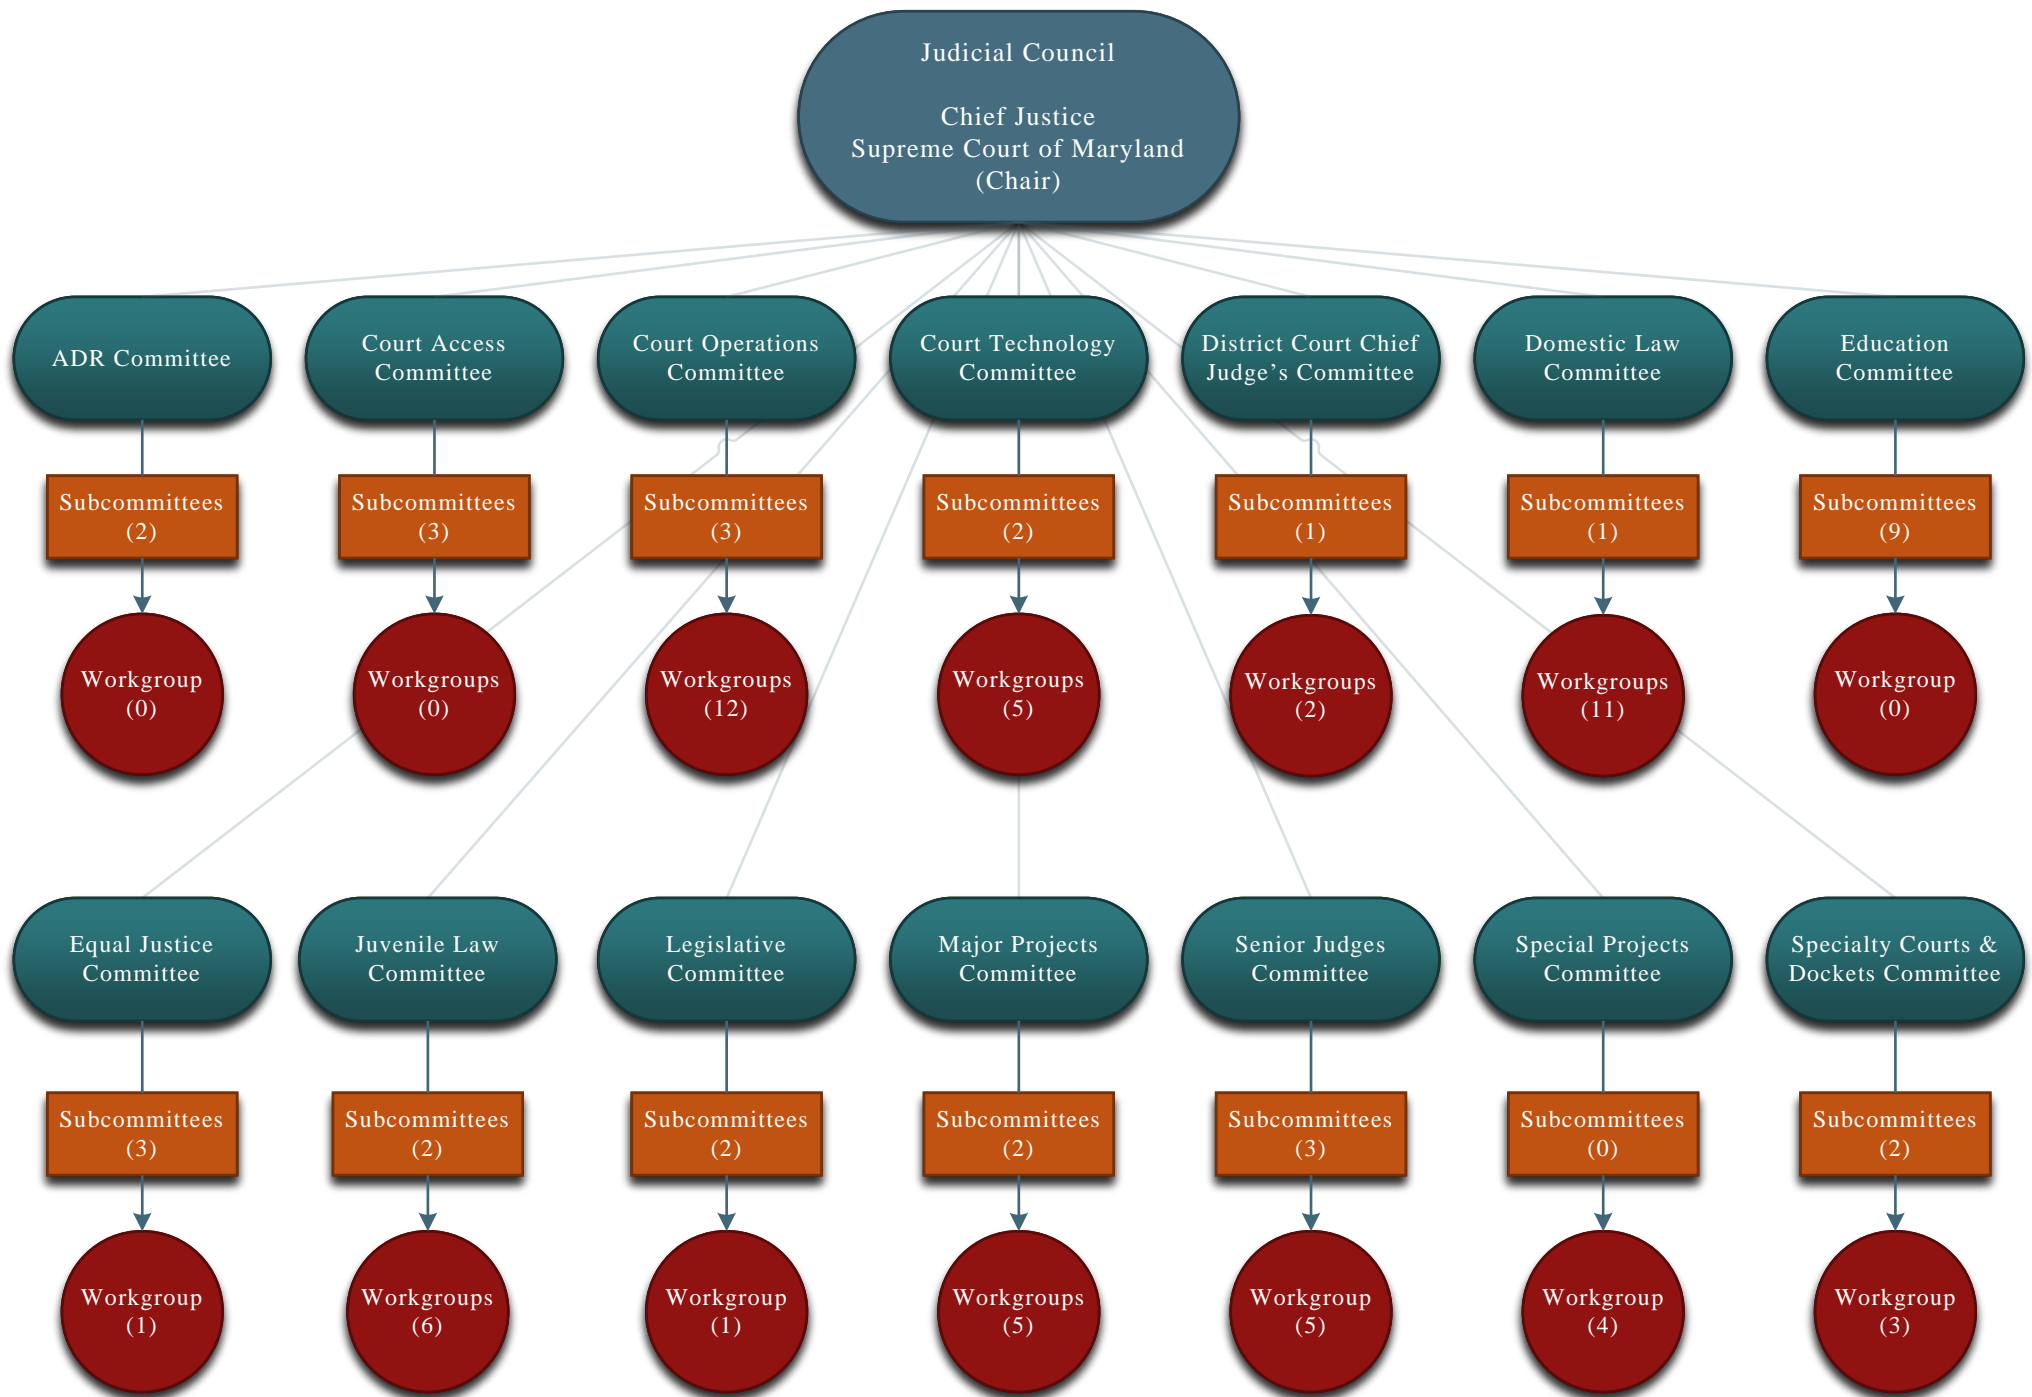 Judicial Council
Chief Justice
Supreme Court of Maryland
(Chair)
ADR Committee
Court Access
Committee
Court Operations
Committee
Court Technology
Committee
District Court Chief
Judge’s Committee
Domestic Law
Committee
Education
Committee
Subcommittees
(2)
Subcommittees
(3)
Subcommittees
(3)
Subcommittees
(2)
Subcommittees
(1)
Subcommittees
(1)
Subcommittees
(9)
Workgroup
(0)
Workgroups
(0)
Workgroups
(12)
Workgroups
(5)
Workgroups
(2)
Workgroups
(11)
Workgroup
(0)
Equal Justice
Committee
Juvenile Law
Committee
Legislative
Committee
Major Projects
Committee
Senior Judges
Committee
Special Projects
Committee
Specialty Courts &
Dockets Committee
Subcommittees
(3)
Subcommittees
(2)
Subcommittees
(2)
Subcommittees
(2)
Subcommittees
(3)
Subcommittees
(0)
Subcommittees
(2)
Workgroup
(1)
Workgroups
(6)
Workgroup
(1)
Workgroups
(5)
Workgroup
(5)
Workgroup
(4)
Workgroup
(3)